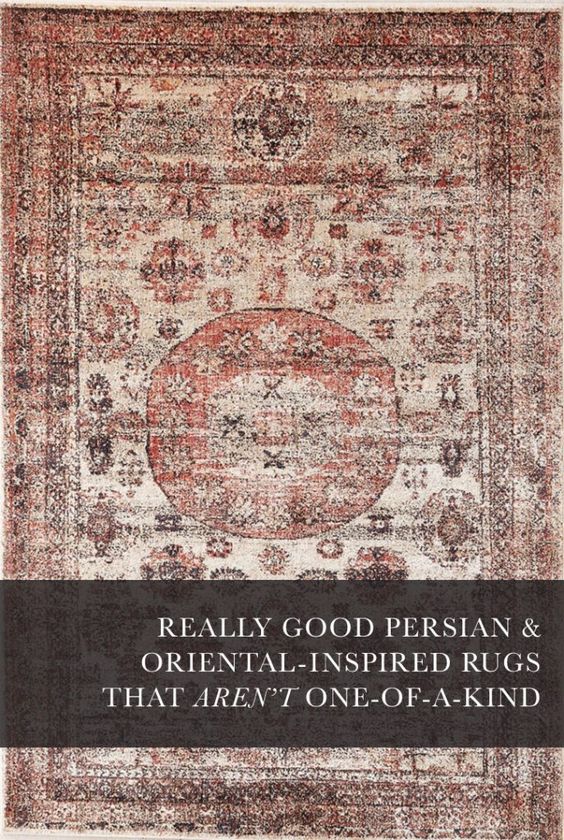 REALLY GOOD PERSIAN &
ORIENTAL-INSPIRED RUGS
THAT AREN'T ONE-OF-A-KIND